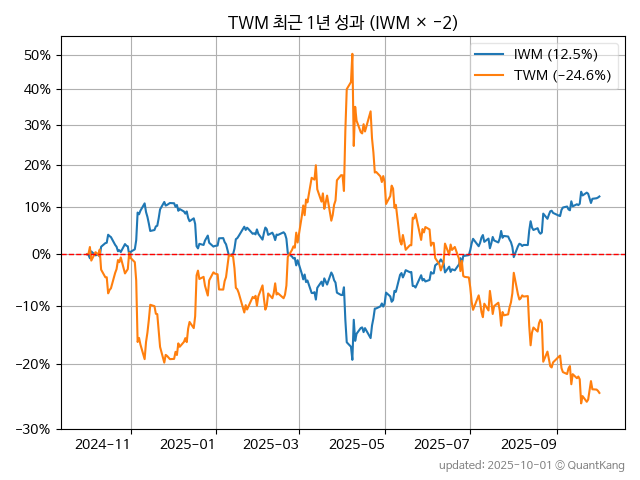 TWM 최근 1년 성과 (IWM × −2)
IWM (12.5%)
TWM (−24.6%)
50%
40%
30%
20%
10%
0%
−10%
−20%
−30%
2024−11 2025−01 2025−03 2025−05 2025−07 2025−09
updated: 2025-10-01 ⓒ QuantKang